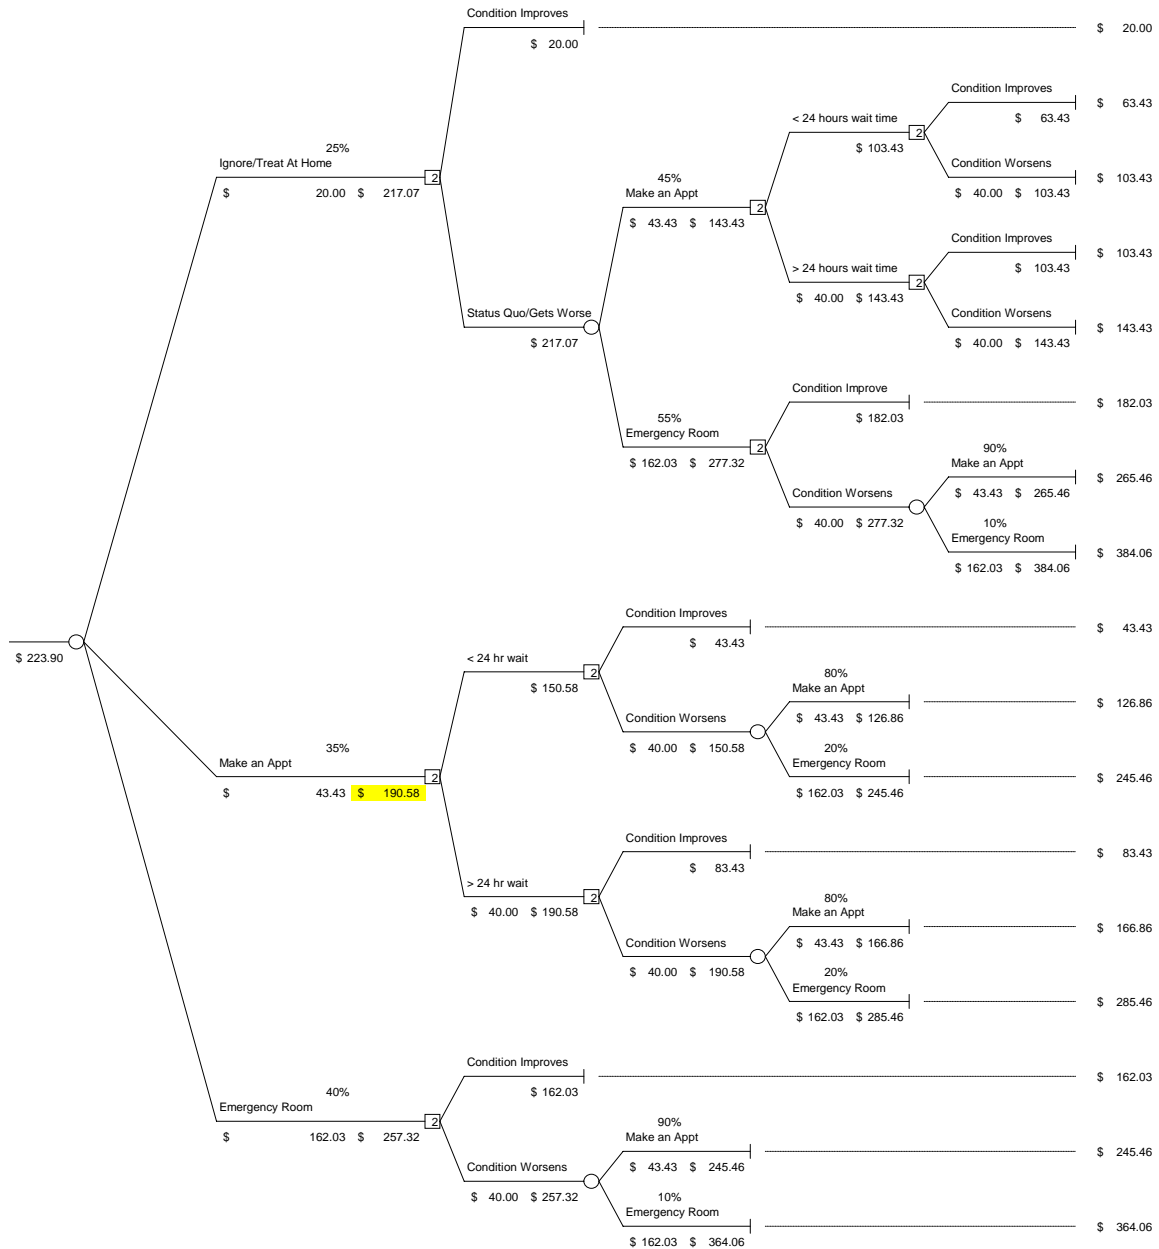 Condition Improves
$ 20.00
$ 20.00
Condition Improves
$ 63.43
$ 63.43
< 24 hours wait time
2
$ 103.43
Condition Worsens
$ 40.00 $ 103.43
$ 103.43
25%
Ignore/Treat At Home
2
$ 20.00 $ 217.07
45%
Make an Appt
2
$ 43.43 $ 143.43
Condition Improves
$ 103.43
$ 103.43
> 24 hours wait time
2
$ 40.00 $ 143.43
Condition Worsens
$ 40.00 $ 143.43
$ 143.43
Status Quo/Gets Worse
$ 217.07
Condition Improve
$ 182.03
$ 182.03
55%
Emergency Room
2
$ 162.03 $ 277.32
90%
Make an Appt
$ 43.43 $ 265.46
$ 265.46
Condition Worsens
$ 40.00 $ 277.32
10%
Emergency Room
$ 162.03 $ 384.06
$ 384.06
$ 223.90
Condition Improves
$ 43.43
$ 43.43
< 24 hr wait
2
$ 150.58
80%
Make an Appt
$ 43.43 $ 126.86
$ 126.86
Condition Worsens
$ 40.00 $ 150.58
20%
Emergency Room
$ 162.03 $ 245.46
$ 245.46
35%
Make an Appt
2
$ 43.43 $ 190.58
Condition Improves
$ 83.43
$ 83.43
> 24 hr wait
2
$ 40.00 $ 190.58
80%
Make an Appt
$ 43.43 $ 166.86
$ 166.86
Condition Worsens
$ 40.00 $ 190.58
20%
Emergency Room
$ 162.03 $ 285.46
$ 285.46
Condition Improves
$ 162.03
$ 162.03
40%
Emergency Room
2
$ 162.03 $ 257.32
90%
Make an Appt
$ 43.43 $ 245.46
$ 245.46
Condition Worsens
$ 40.00 $ 257.32
10%
Emergency Room
$ 162.03 $ 364.06
$ 364.06